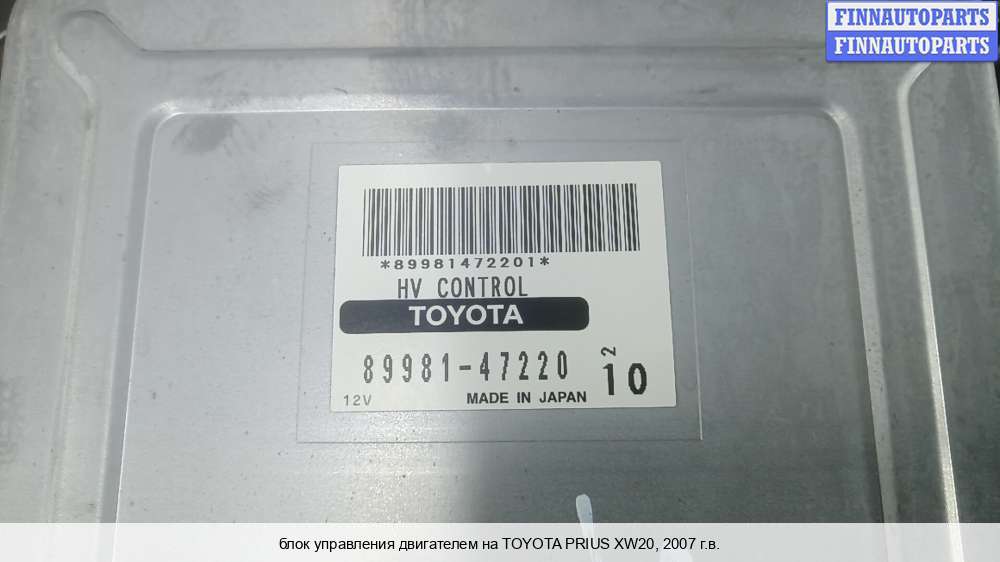 FINNAUTOPARTS
FINNAUTOPARTS
*89981472201*
HV CONTROL
TOYOTA
89981-47220
2
10
12V
MADE IN JAPAN
блок управления двигателем на TOYOTA PRIUS XW20, 2007 г.в.